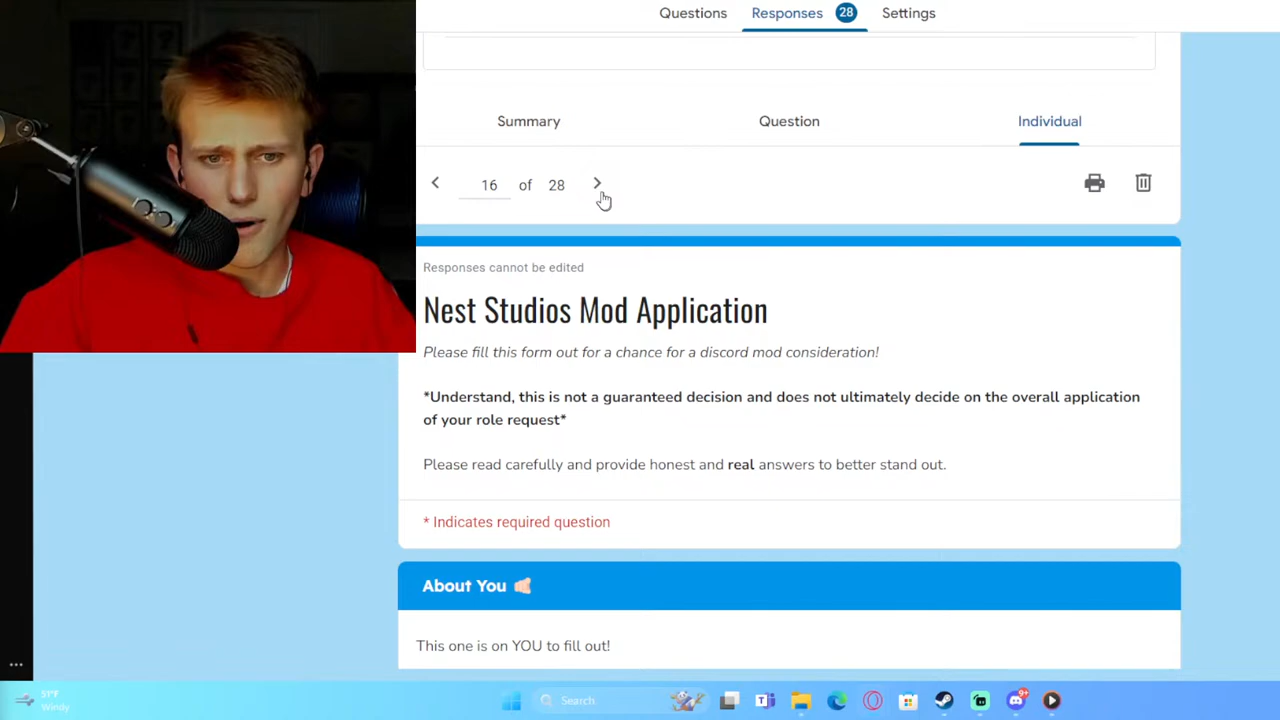 Questions Responses 28 Settings
Summary Question Individual
16 of 28
Responses cannot be edited
Nest Studios Mod Application
Please fill this form out for a chance for a discord mod consideration!
*Understand, this is not a guaranteed decision and does not ultimately decide on the overall application
of your role request*
Please read carefully and provide honest and real answers to better stand out.
* Indicates required question
About You
This one is on YOU to fill out!
51°F
Windy
Search
9+